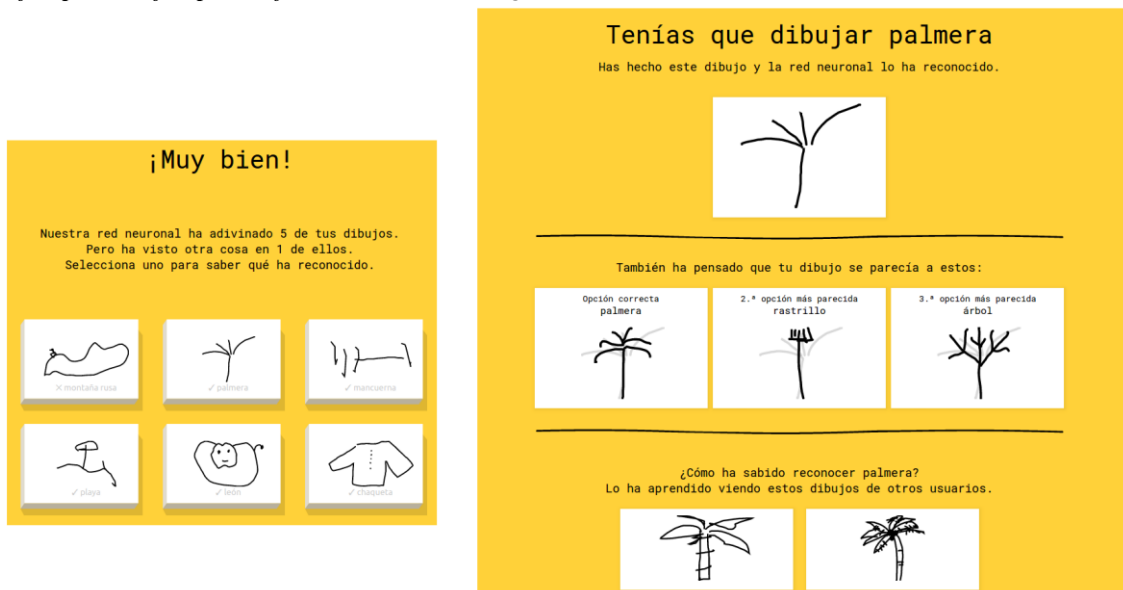 ¡Muy bien!
Nuestra red neuronal ha adivinado 5 de tus dibujos.
Pero ha visto otra cosa en 1 de ellos.
Selecciona uno para saber qué ha reconocido.
✕ montaña rusa
✓ palmera
✓ mancuerna
✓ playa
✓ león
✓ chaqueta
Tenías que dibujar palmera
Has hecho este dibujo y la red neuronal lo ha reconocido.
También ha pensado que tu dibujo se parecía a estos:
Opción correcta
palmera
2.ª opción más parecida
rastrillo
3.ª opción más parecida
árbol
¿Cómo ha sabido reconocer palmera?
Lo ha aprendido viendo estos dibujos de otros usuarios.